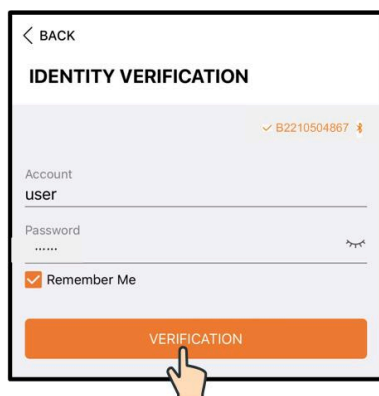 < BACK
IDENTITY VERIFICATION
✓ B2210504867
Account
user
Password
······
Remember Me
VERIFICATION